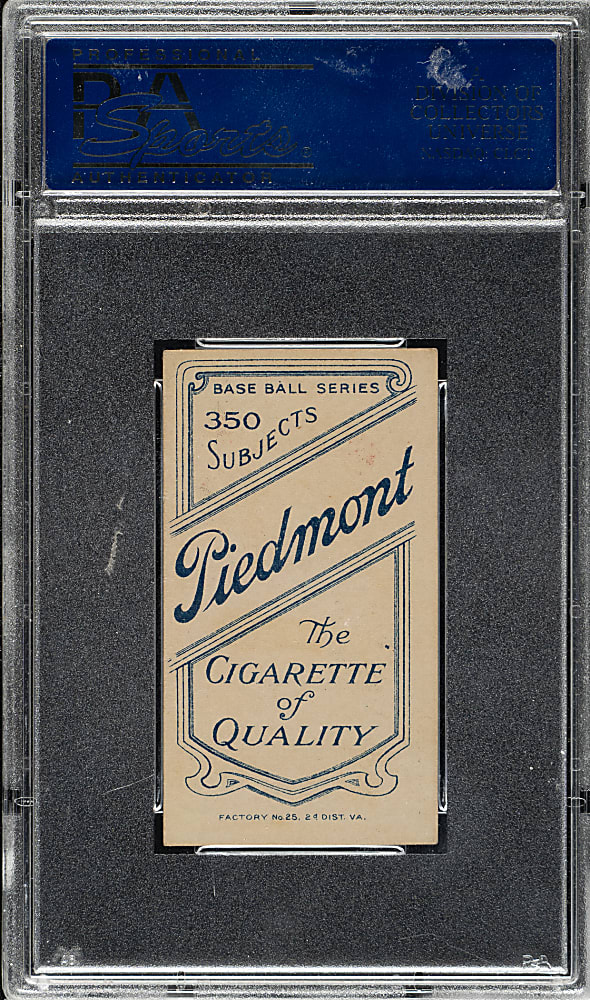 PROFESSIONAL
PSA
Sports
AUTHENTICATOR
DIVISION OF
COLLECTORS
UNIVERSE
BASE BALL SERIES
350
SUBJECTS
Piedmont
The
CIGARETTE
of
QUALITY
FACTORY No 25, 2d DIST. VA.
PSA